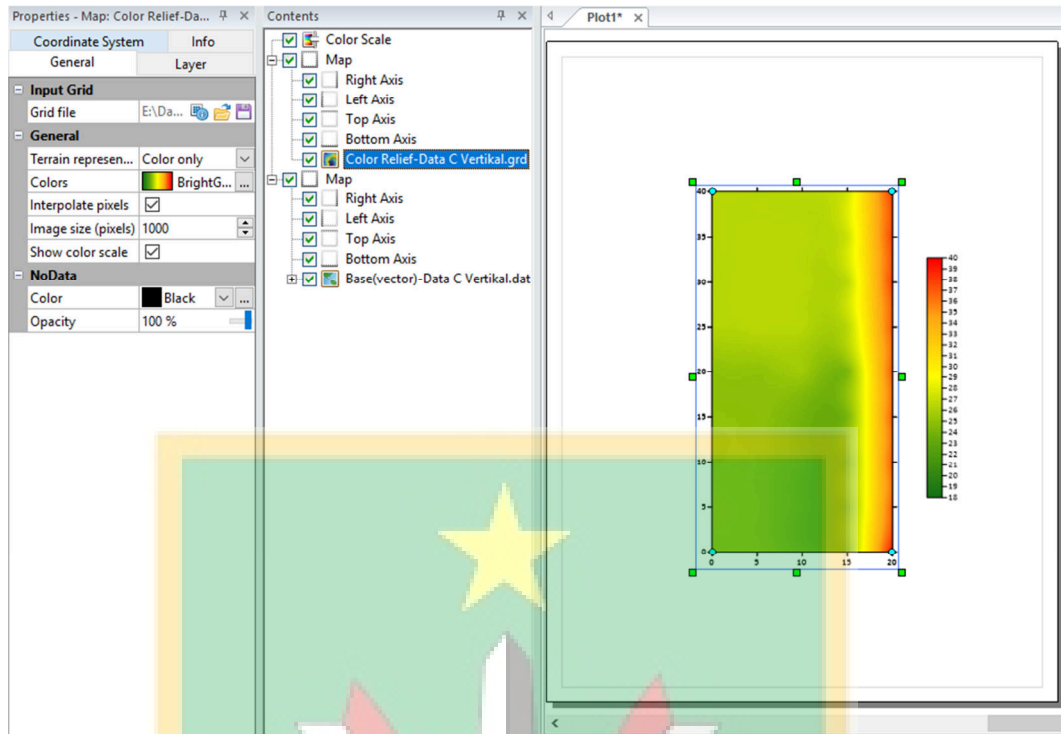 Properties - Map: Color Relief-Da...
Coordinate System Info
General Layer
Input Grid
Grid file E:\Da...
General
Terrain represen... Color only
Colors BrightG... ...
Interpolate pixels
Image size (pixels) 1000
Show color scale
NoData
Color Black ...
Opacity 100 %
Contents
Color Scale
Map
Right Axis
Left Axis
Top Axis
Bottom Axis
Color Relief-Data C Vertikal.grd
Map
Right Axis
Left Axis
Top Axis
Bottom Axis
Base(vector)-Data C Vertikal.dat
Plot1*
40
35
30
25
20
15
10
5
0
0 5 10 15 20
40
39
38
37
36
35
34
33
32
31
30
29
28
27
26
25
24
23
22
21
20
19
18